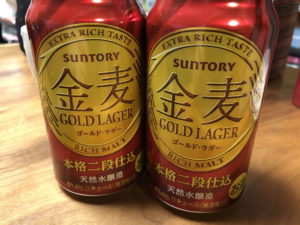 EXTRA RICH TASTE
SUNTORY
金麦
GOLD LAGER
ゴールド・ラガー
RICH MALT
本格二段仕込
天然水醸造
EXTRA RICH TASTE
SUNTORY
金麦
GOLD LAGER
ゴールド・ラガー
RICH MALT
本格二段仕込
天然水醸造